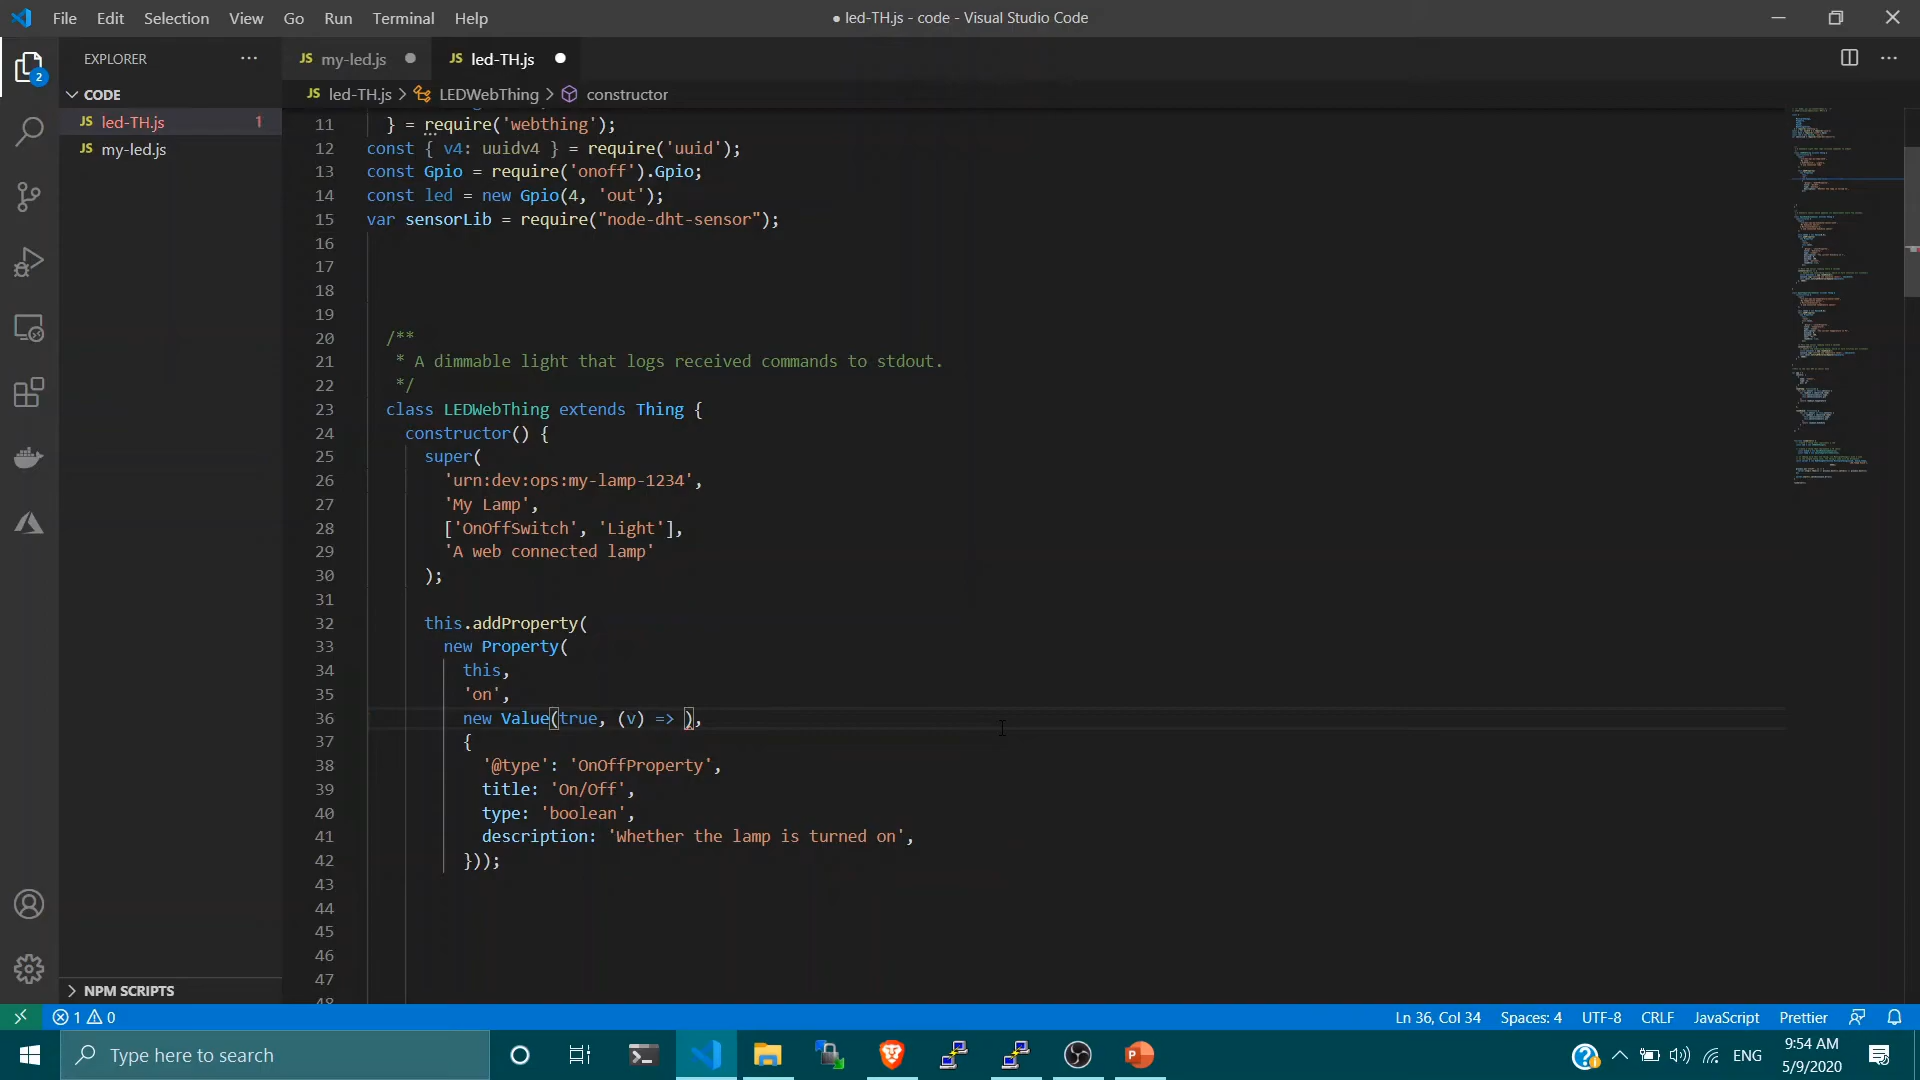 File Edit Selection View Go Run Terminal Help
● led-TH.js - code - Visual Studio Code
EXPLORER
JS my-led.js
JS led-TH.js
2
CODE
JS led-TH.js 1
JS my-led.js
NPM SCRIPTS
JS led-TH.js > LEDWebThing > constructor
11 } = require('webthing');
12 const { v4: uuidv4 } = require('uuid');
13 const Gpio = require('onoff').Gpio;
14 const led = new Gpio(4, 'out');
15 var sensorLib = require("node-dht-sensor");
16
17
18
19
20 /**
21 * A dimmable light that logs received commands to stdout.
22 */
23 class LEDWebThing extends Thing {
24 constructor() {
25 super(
26 'urn:dev:ops:my-lamp-1234',
27 'My Lamp',
28 ['OnOffSwitch', 'Light'],
29 'A web connected lamp'
30 );
31
32 this.addProperty(
33 new Property(
34 this,
35 'on',
36 new Value(true, (v) => ),
37 {
38 '@type': 'OnOffProperty',
39 title: 'On/Off',
40 type: 'boolean',
41 description: 'Whether the lamp is turned on',
42 }));
43
44
45
46
47
48
1 0
Ln 36, Col 34 Spaces: 4 UTF-8 CRLF JavaScript Prettier
Type here to search
ENG
9:54 AM
5/9/2020